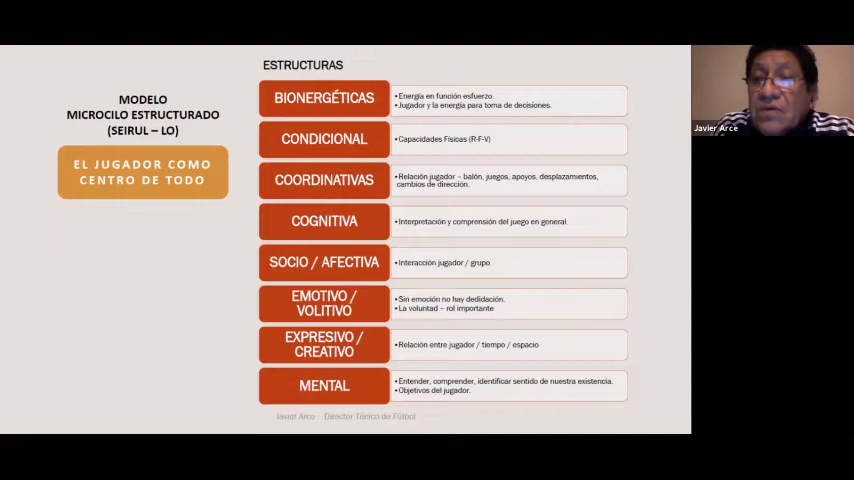 ESTRUCTURAS
MODELO
MICROCILO ESTRUCTURADO
(SEIRUL – LO)
EL JUGADOR COMO
CENTRO DE TODO
BIONERGÉTICAS
• Energía en función esfuerzo.
• Jugador y la energía para toma de decisiones.
CONDICIONAL
• Capacidades Físicas (R-F-V)
COORDINATIVAS
• Relación jugador – balón, juegos, apoyos, desplazamientos,
cambios de dirección.
COGNITIVA
• Interpretación y comprensión del juego en general.
SOCIO / AFECTIVA
• Interacción jugador / grupo
EMOTIVO /
VOLITIVO
• Sin emoción no hay dedidación.
• La voluntad – rol importante
EXPRESIVO /
CREATIVO
• Relación entre jugador / tiempo / espacio
MENTAL
• Entender, comprender, identificar sentido de nuestra existencia.
• Objetivos del jugador.
Javier Arce - Director Ténico de Fútbol
Javier Arce